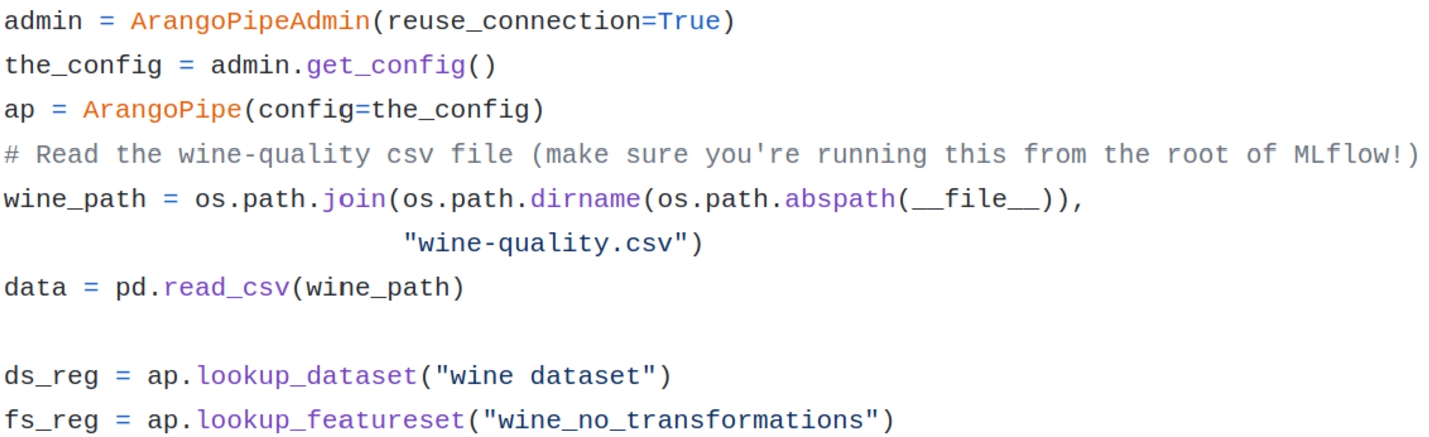 admin = ArangoPipeAdmin(reuse_connection=True)
the_config = admin.get_config()
ap = ArangoPipe(config=the_config)
# Read the wine-quality csv file (make sure you're running this from the root of MLflow!)
wine_path = os.path.join(os.path.dirname(os.path.abspath(__file__)),
                         "wine-quality.csv")
data = pd.read_csv(wine_path)

ds_reg = ap.lookup_dataset("wine dataset")
fs_reg = ap.lookup_featureset("wine_no_transformations")